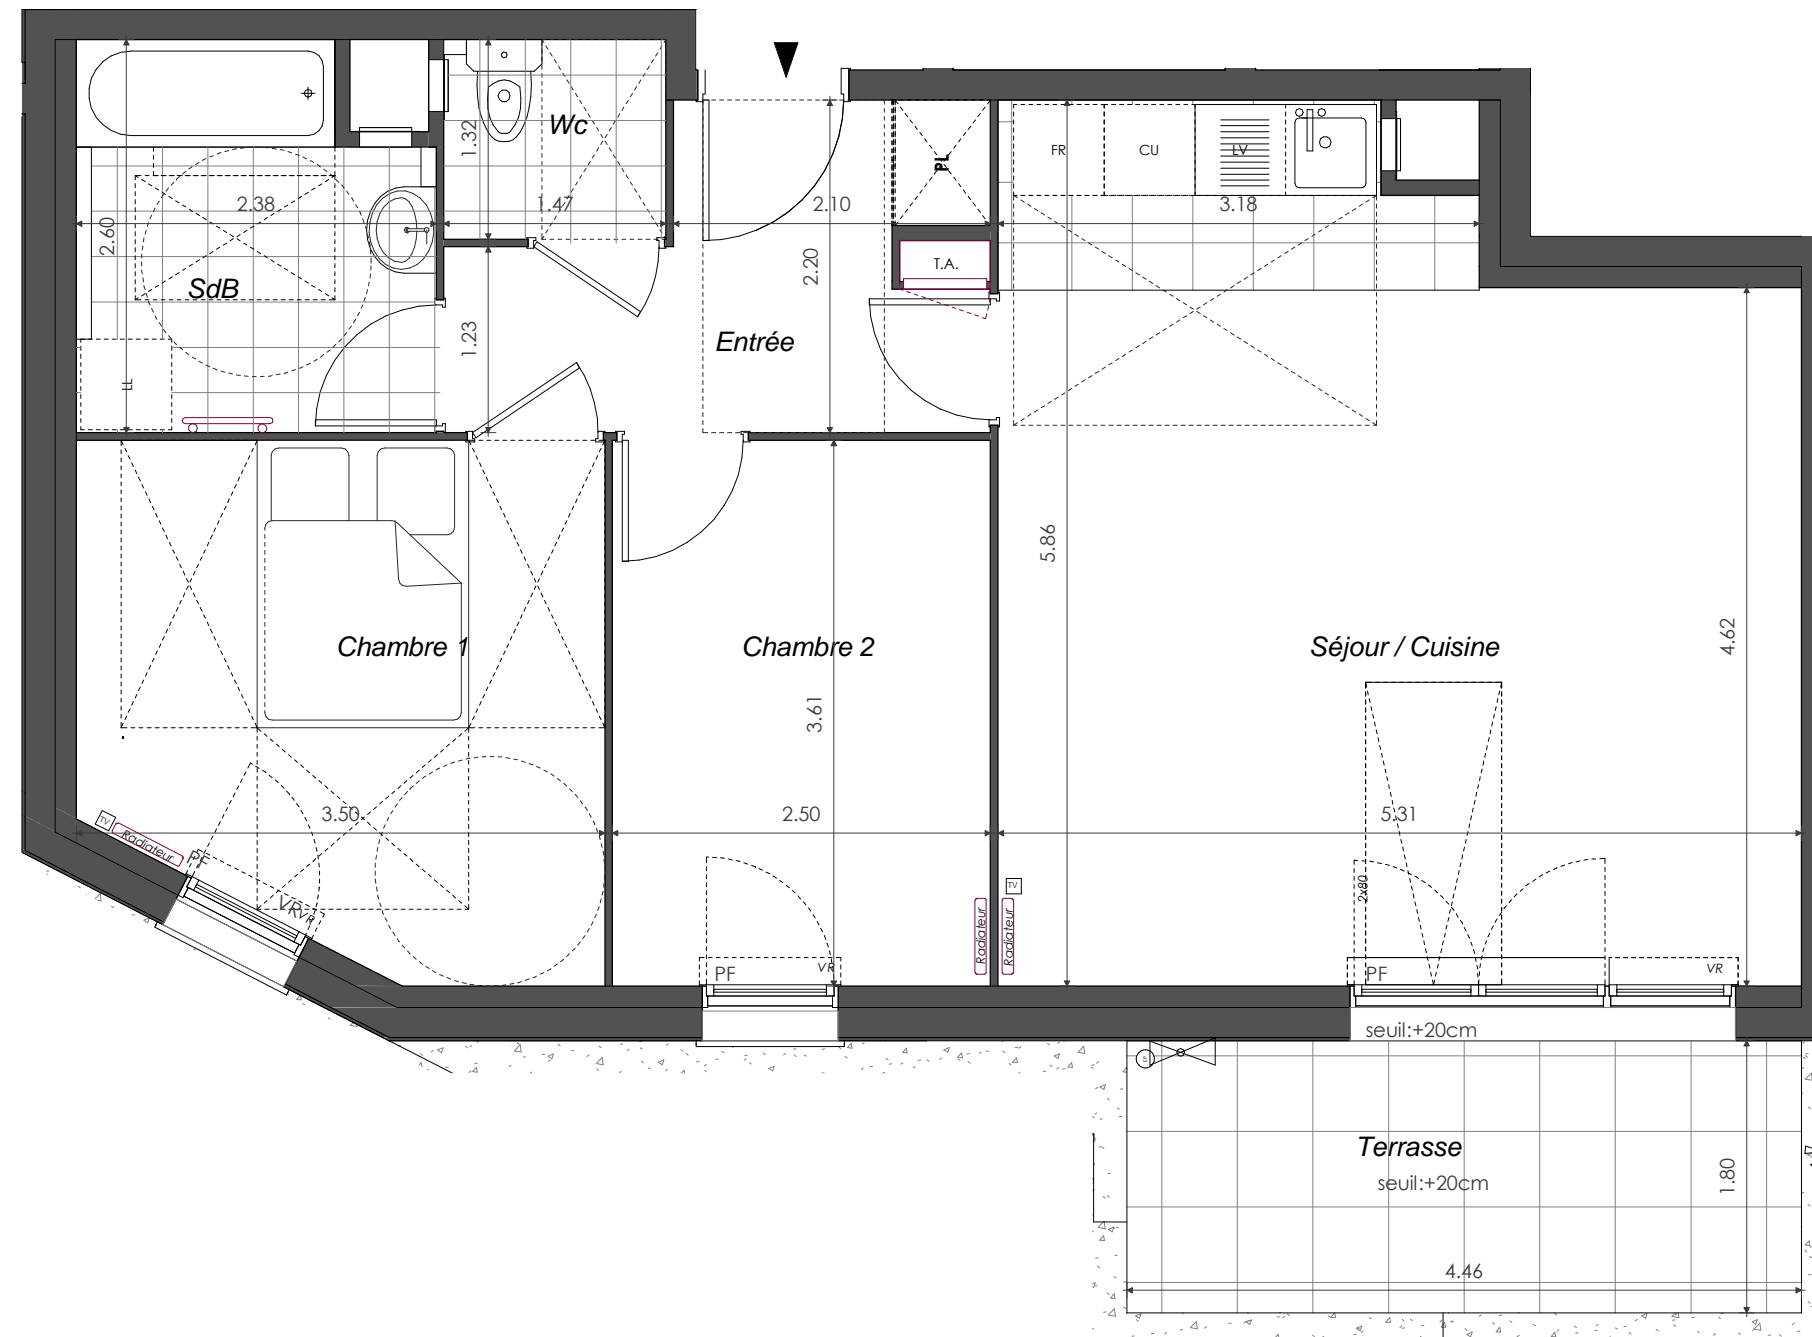 Wc
1.32
PL
FR
CU
LV
2.38
1.47
2.10
3.18
2.60
2.20
SdB
T.A.
1.23
Entrée
LL
5.86
Chambre 1
Chambre 2
Séjour / Cuisine
4.62
3.61
3.50
2.50
5.31
TV
Radiateur
PF
VR
VR
TV
2x80
Radiateur
Radiateur
PF
VR
PF
VR
seuil:+20cm
Terrasse
seuil:+20cm
1.80
4.46